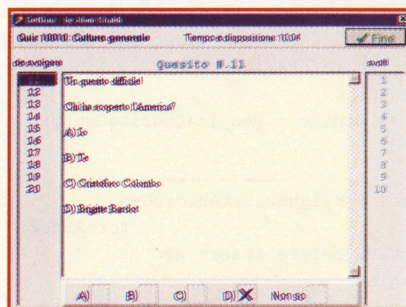 Quiz 10010: Cultura generale
Tempo a disposizione: 10:04
Fine
da svolgere
Quesito N.11
svolti
11
12
13
14
15
16
17
18
19
20
Un quesito difficile!
Chi ha scoperto l'America?
A) Io
B) Te
C) Cristoforo Colombo
D) Brigitte Bardot
1
2
3
4
5
6
7
8
9
10
A)
B)
C)
D)
Non so